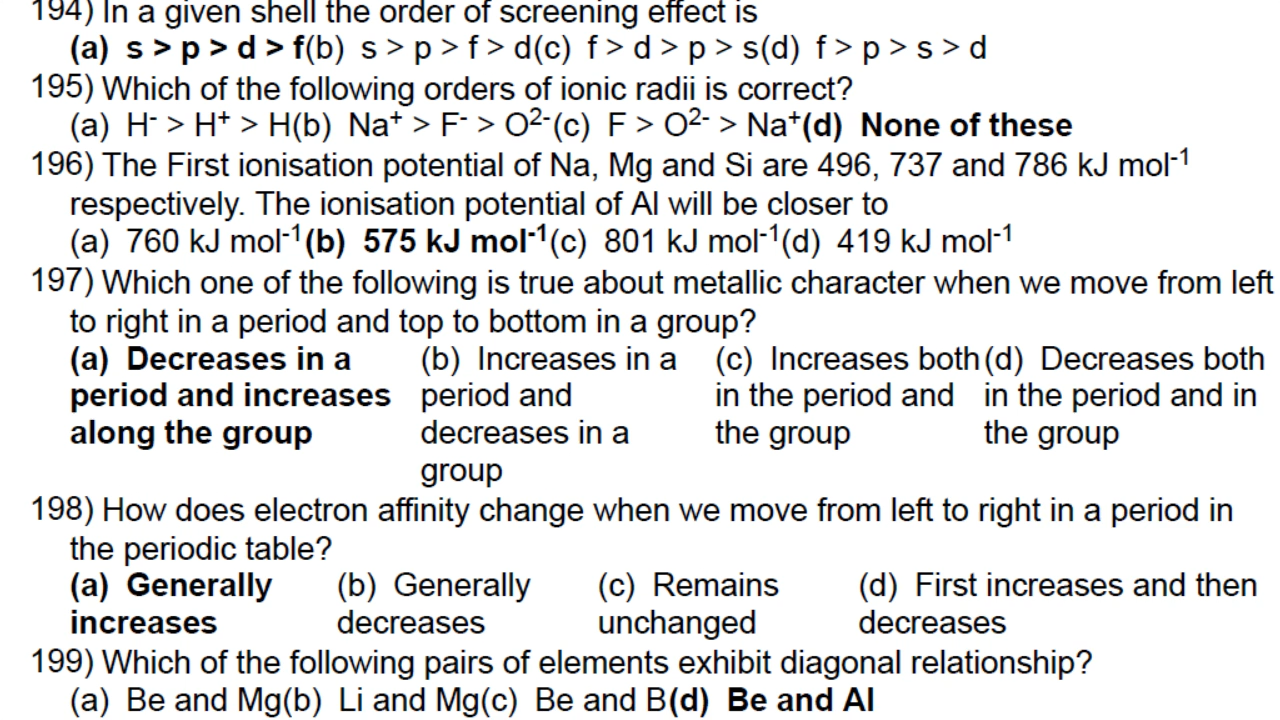 194) In a given shell the order of screening effect is
(a) s > p > d > f(b) s > p > f > d(c) f > d > p > s(d) f > p > s > d
195) Which of the following orders of ionic radii is correct?
(a) H⁻ > H⁺ > H(b) Na⁺ > F⁻ > O²⁻(c) F > O²⁻ > Na⁺(d) None of these
196) The First ionisation potential of Na, Mg and Si are 496, 737 and 786 kJ mol⁻¹
respectively. The ionisation potential of Al will be closer to
(a) 760 kJ mol⁻¹(b) 575 kJ mol⁻¹(c) 801 kJ mol⁻¹(d) 419 kJ mol⁻¹
197) Which one of the following is true about metallic character when we move from left
to right in a period and top to bottom in a group?
(a) Decreases in a (b) Increases in a (c) Increases both (d) Decreases both
period and increases period and in the period and in the period and in
along the group decreases in a the group the group
group
198) How does electron affinity change when we move from left to right in a period in
the periodic table?
(a) Generally (b) Generally (c) Remains (d) First increases and then
increases decreases unchanged decreases
199) Which of the following pairs of elements exhibit diagonal relationship?
(a) Be and Mg(b) Li and Mg(c) Be and B(d) Be and Al